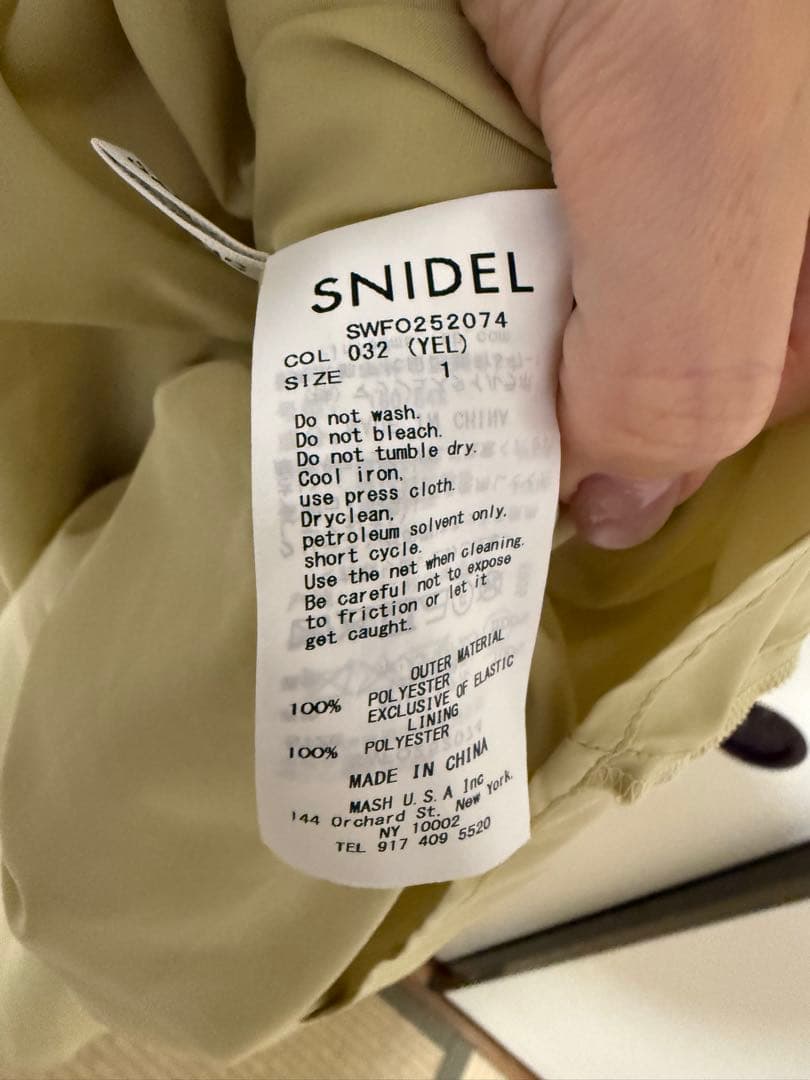 SNIDEL
SWFO252074
COL 032 (YEL)
SIZE 1
Do not wash.
Do not bleach.
Do not tumble dry.
Cool iron,
use press cloth.
Dryclean,
petroleum solvent only,
short cycle.
Use the net when cleaning.
Be careful not to expose
to friction or let it
get caught.
OUTER MATERIAL
100% POLYESTER
EXCLUSIVE OF ELASTIC
LINING
100% POLYESTER
MADE IN CHINA
MASH U.S.A Inc
144 Orchard St. New York.
NY 10002
TEL 917 409 5520